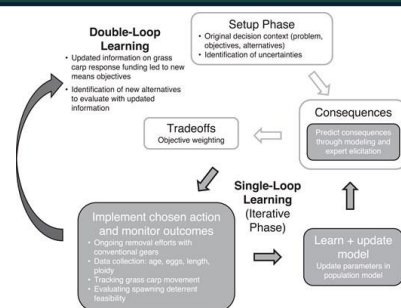 Setup Phase
• Original decision context (problem,
objectives, alternatives)
• Identification of uncertainties
Double-Loop
Learning
• Updated information on grass
carp response funding led to new
means objectives
• Identification of new alternatives
to evaluate with updated
information
Consequences
Predict consequences
through modeling and
expert elicitation
Tradeoffs
Objective weighting
Single-Loop
Learning
(Iterative
Phase)
Implement chosen action
and monitor outcomes
• Ongoing removal efforts with
conventional gears
• Data collection: age, eggs, length,
ploidy
• Tracking grass carp movement
• Evaluating spawning deterrent
feasibility
Learn + update
model
Update parameters in
population model